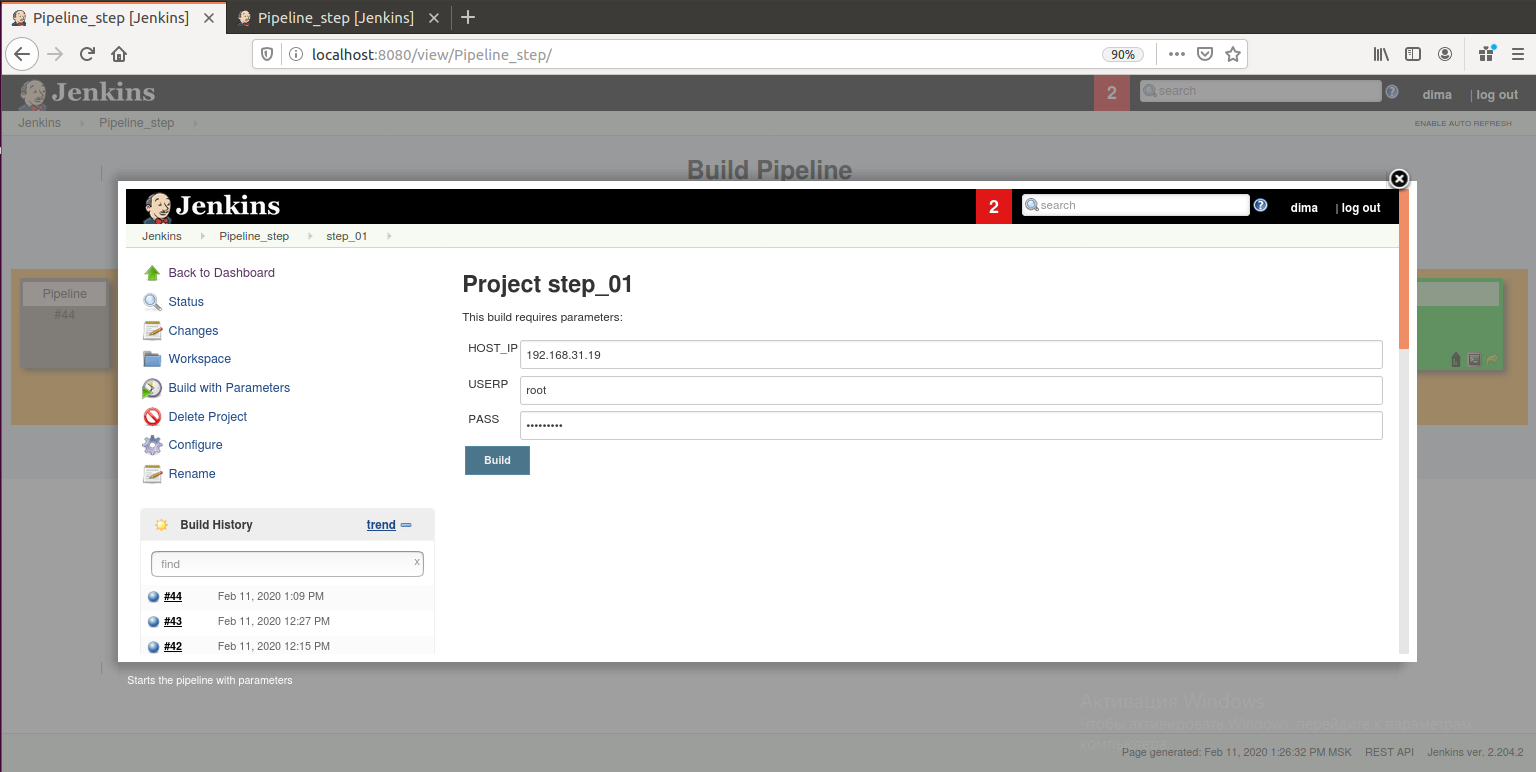 Pipeline_step [Jenkins]
Pipeline_step [Jenkins]
localhost:8080/view/Pipeline_step/
90%
Jenkins
2
search
dima
| log out
Jenkins
Pipeline_step
ENABLE AUTO REFRESH
Build Pipeline
Pipeline
#44
Jenkins
2
search
dima
| log out
Jenkins
Pipeline_step
step_01
Back to Dashboard
Status
Changes
Workspace
Build with Parameters
Delete Project
Configure
Rename
Build History
trend
find
x
#44 Feb 11, 2020 1:09 PM
#43 Feb 11, 2020 12:27 PM
#42 Feb 11, 2020 12:15 PM
Project step_01
This build requires parameters:
HOST_IP 192.168.31.19
USERP root
PASS •••••••••
Build
Starts the pipeline with parameters
Активация Windows
Чтобы активировать Windows, перейдите к параметрам
компьютера.
Page generated: Feb 11, 2020 1:26:32 PM MSK
REST API
Jenkins ver. 2.204.2